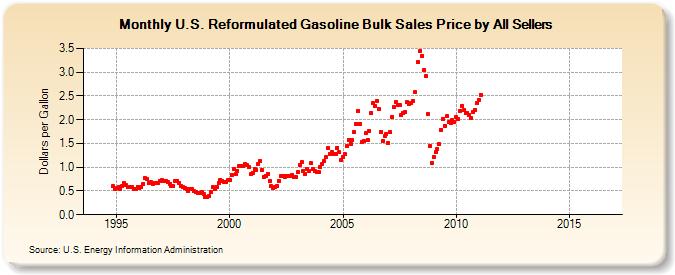 Monthly U.S. Reformulated Gasoline Bulk Sales Price by All Sellers
Dollars per Gallon
3.5
3.0
2.5
2.0
1.5
1.0
0.5
0.0
1995 2000 2005 2010 2015
Source: U.S. Energy Information Administration